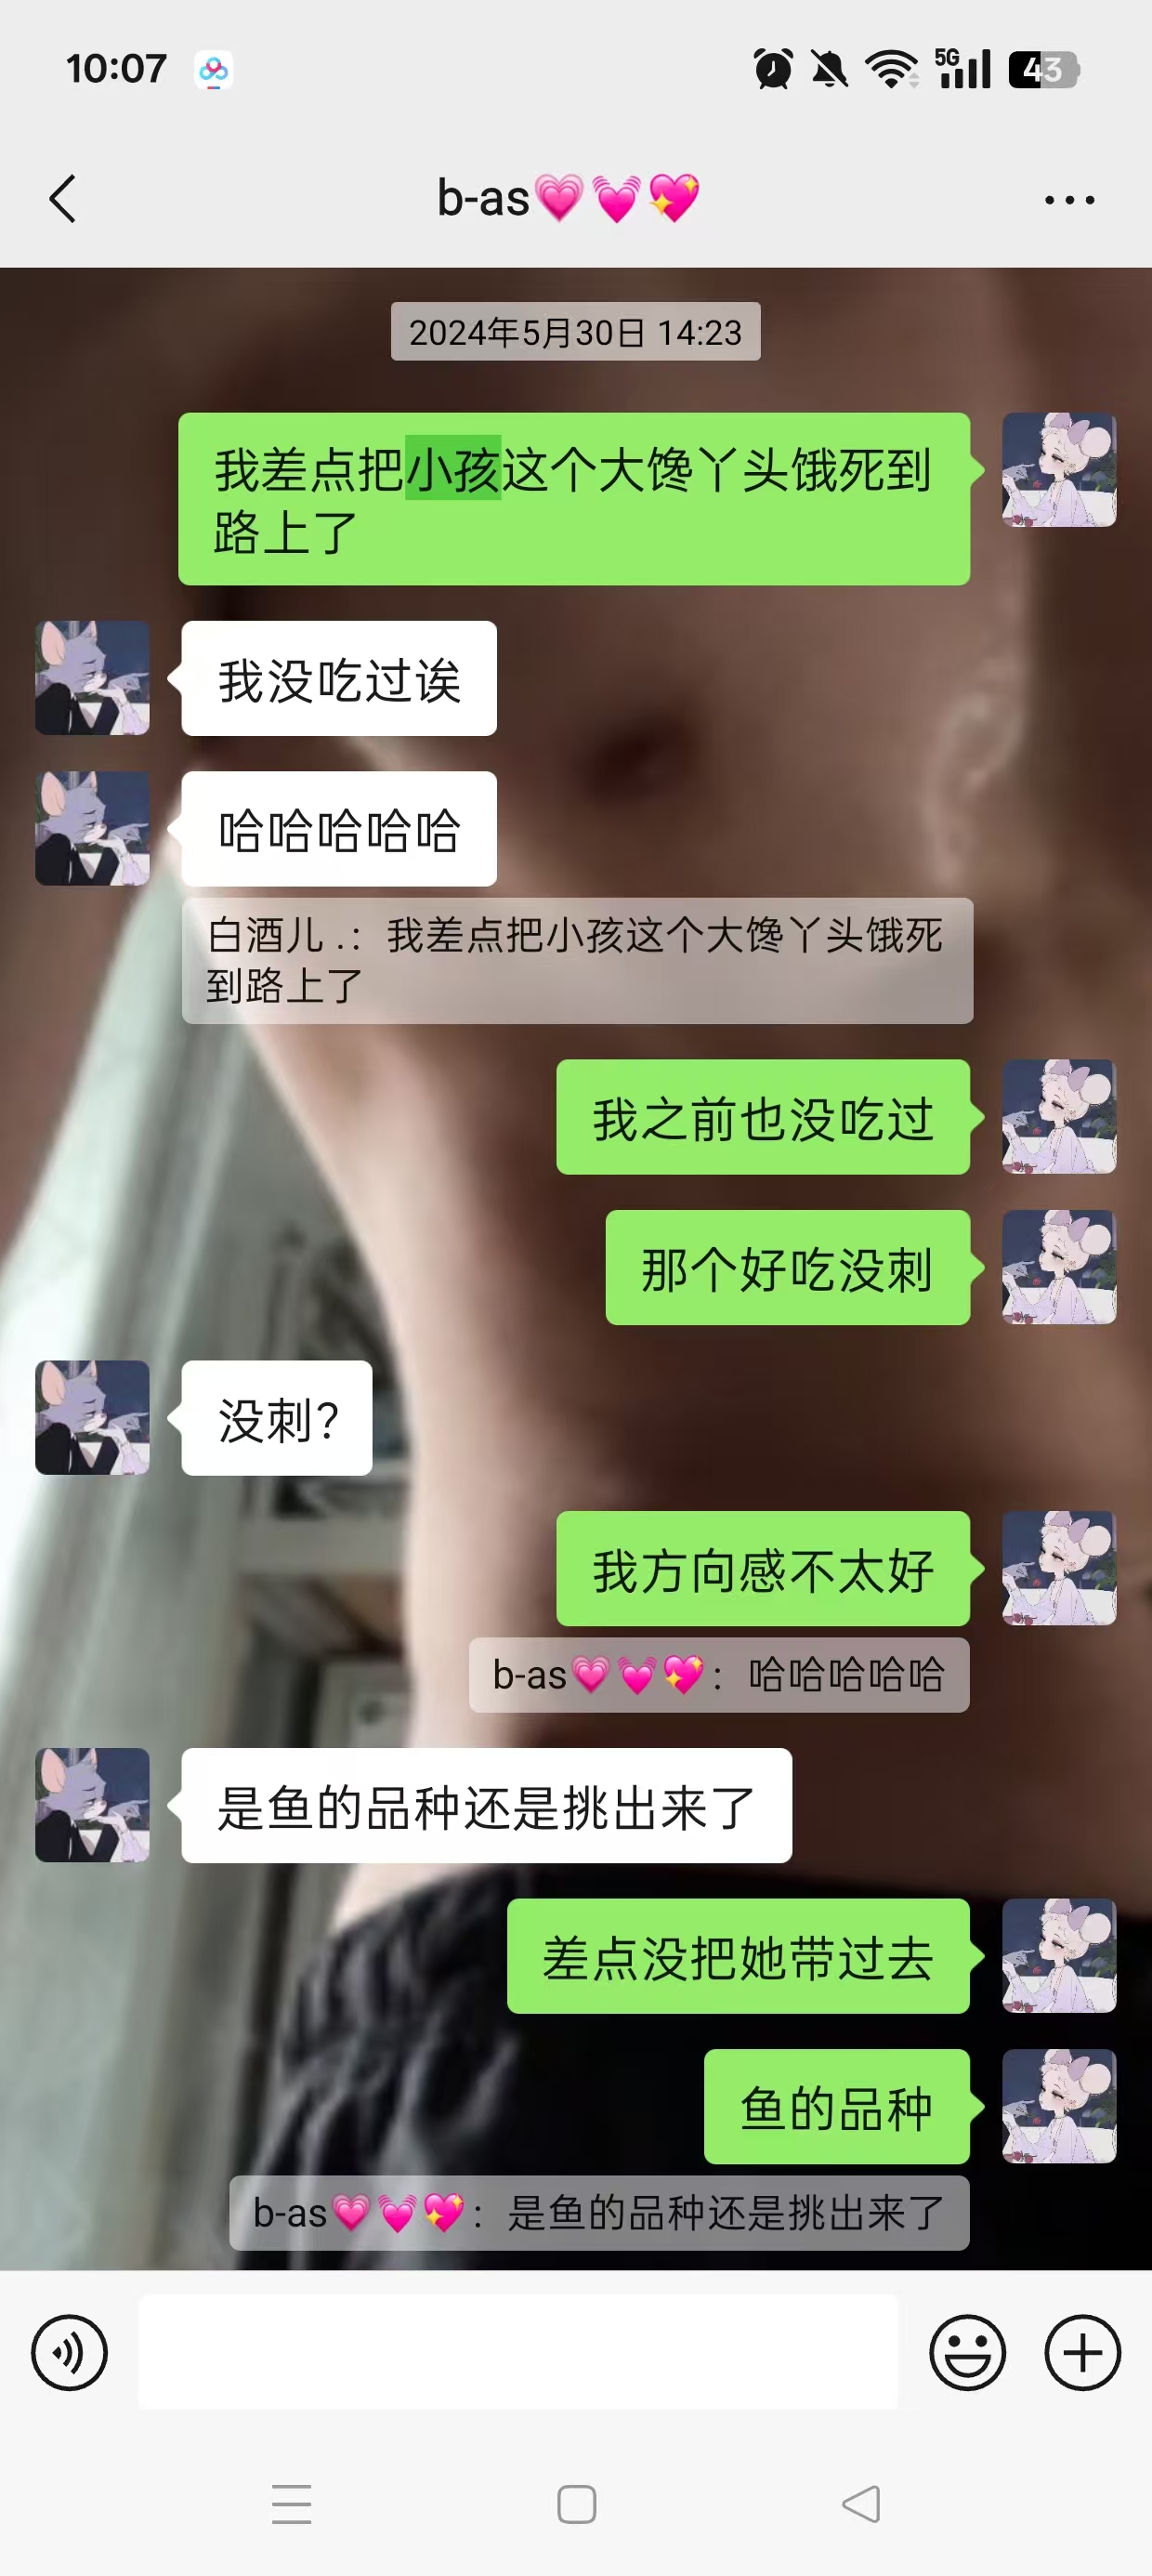 10:07
5G
43
b-as💗💓💖
2024年5月30日 14:23
我差点把小孩这个大馋丫头饿死到
路上了
我没吃过诶
哈哈哈哈哈
白酒儿 .：我差点把小孩这个大馋丫头饿死
到路上了
我之前也没吃过
那个好吃没刺
没刺？
我方向感不太好
b-as💗💓💖：哈哈哈哈哈
是鱼的品种还是挑出来了
差点没把她带过去
鱼的品种
b-as💗💓💖：是鱼的品种还是挑出来了